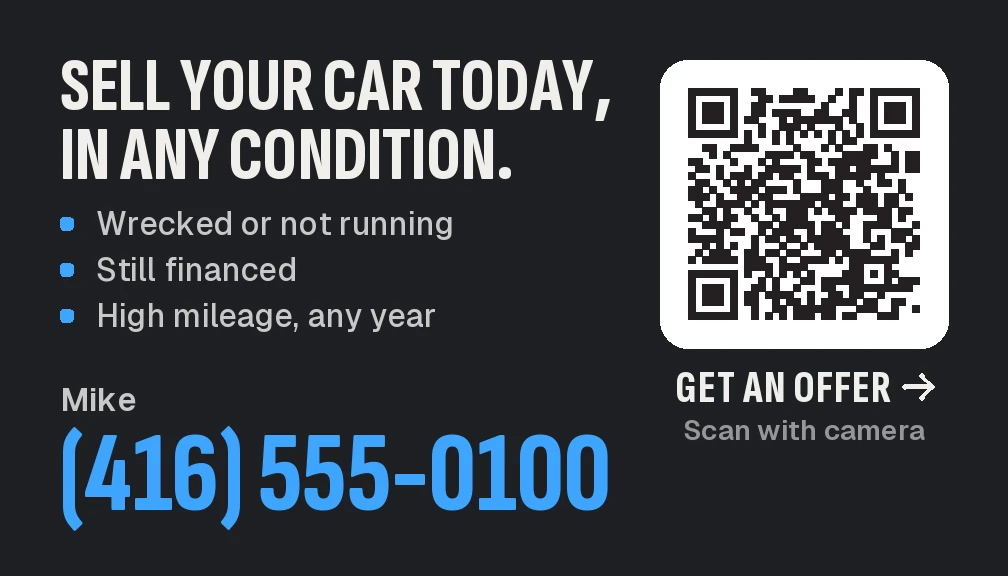 SELL YOUR CAR TODAY,
IN ANY CONDITION.
Wrecked or not running
Still financed
High mileage, any year
Mike
(416) 555-0100
GET AN OFFER →
Scan with camera